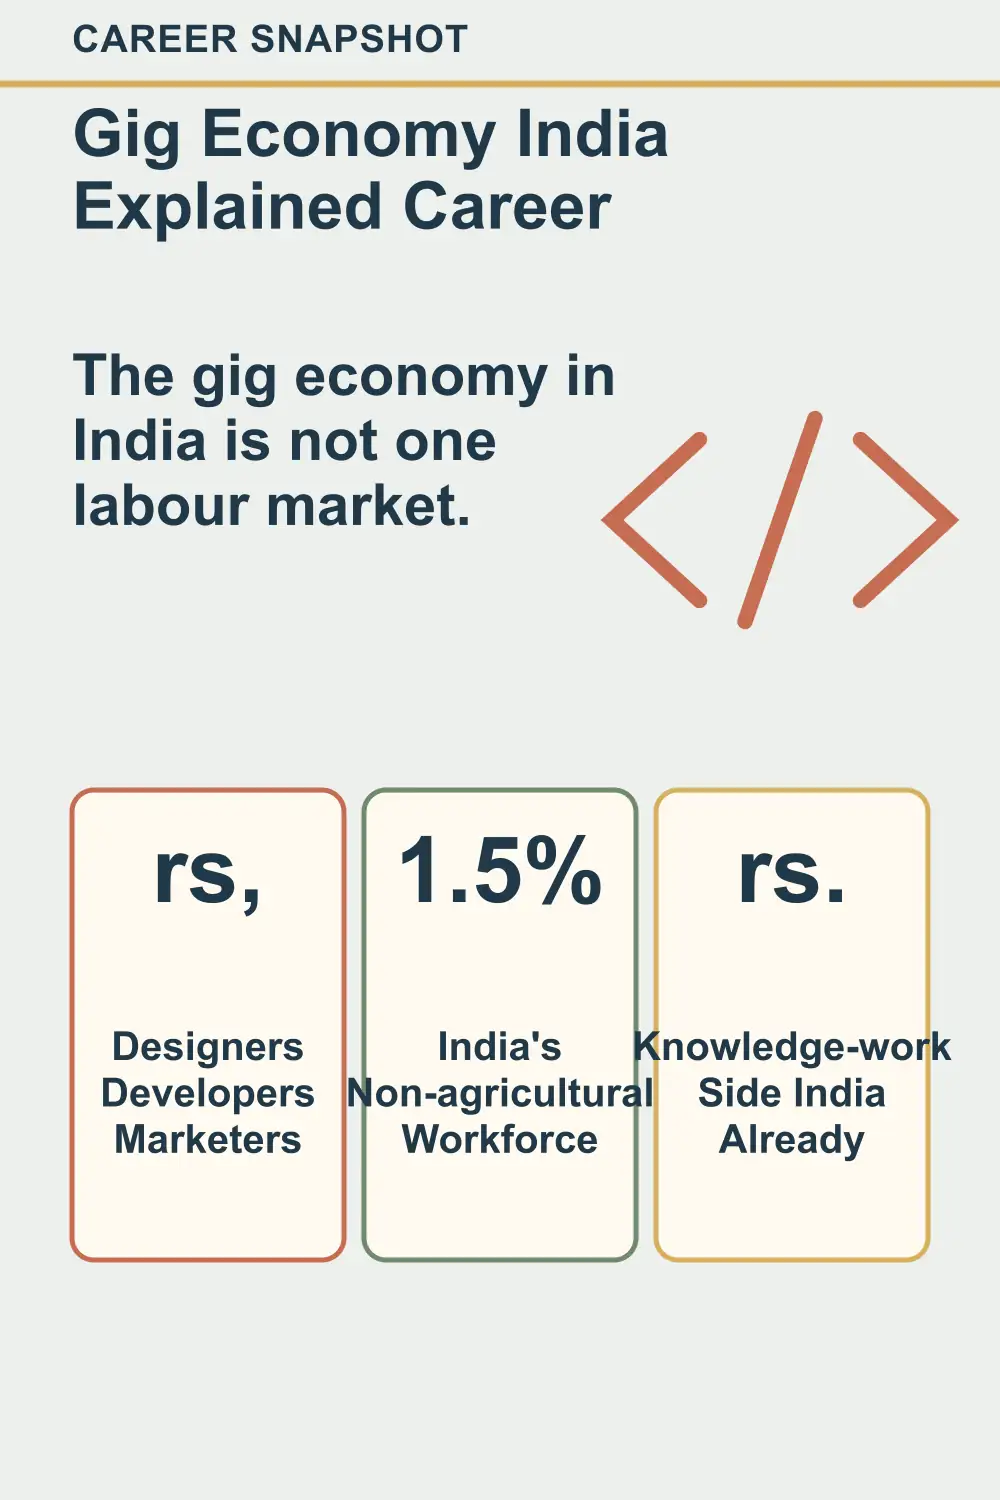 CAREER SNAPSHOT
Gig Economy India
Explained Career
The gig economy in
India is not one
labour market.
rs,
Designers
Developers
Marketers
1.5%
India's
Non-agricultural
Workforce
rs.
Knowledge-work
Side India
Already